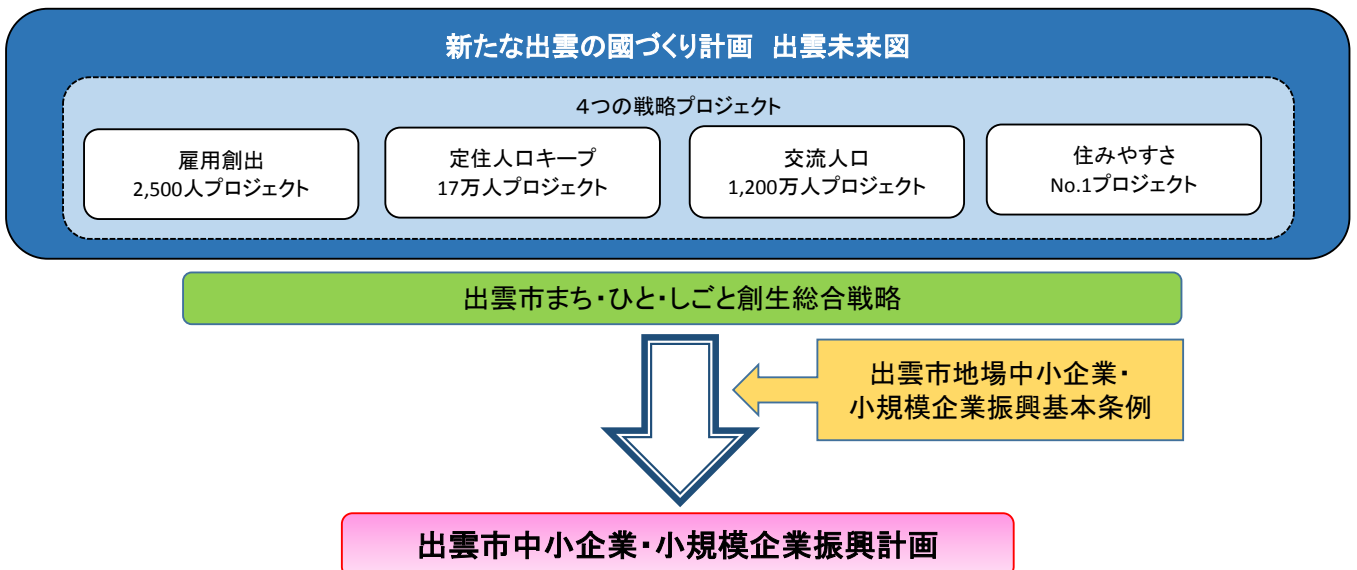 新たな出雲の國づくり計画 出雲未来図
４つの戦略プロジェクト
雇用創出
2,500人プロジェクト
定住人口キープ
17万人プロジェクト
交流人口
1,200万人プロジェクト
住みやすさ
No.1プロジェクト
出雲市まち・ひと・しごと創生総合戦略
出雲市地場中小企業・
小規模企業振興基本条例
出雲市中小企業・小規模企業振興計画